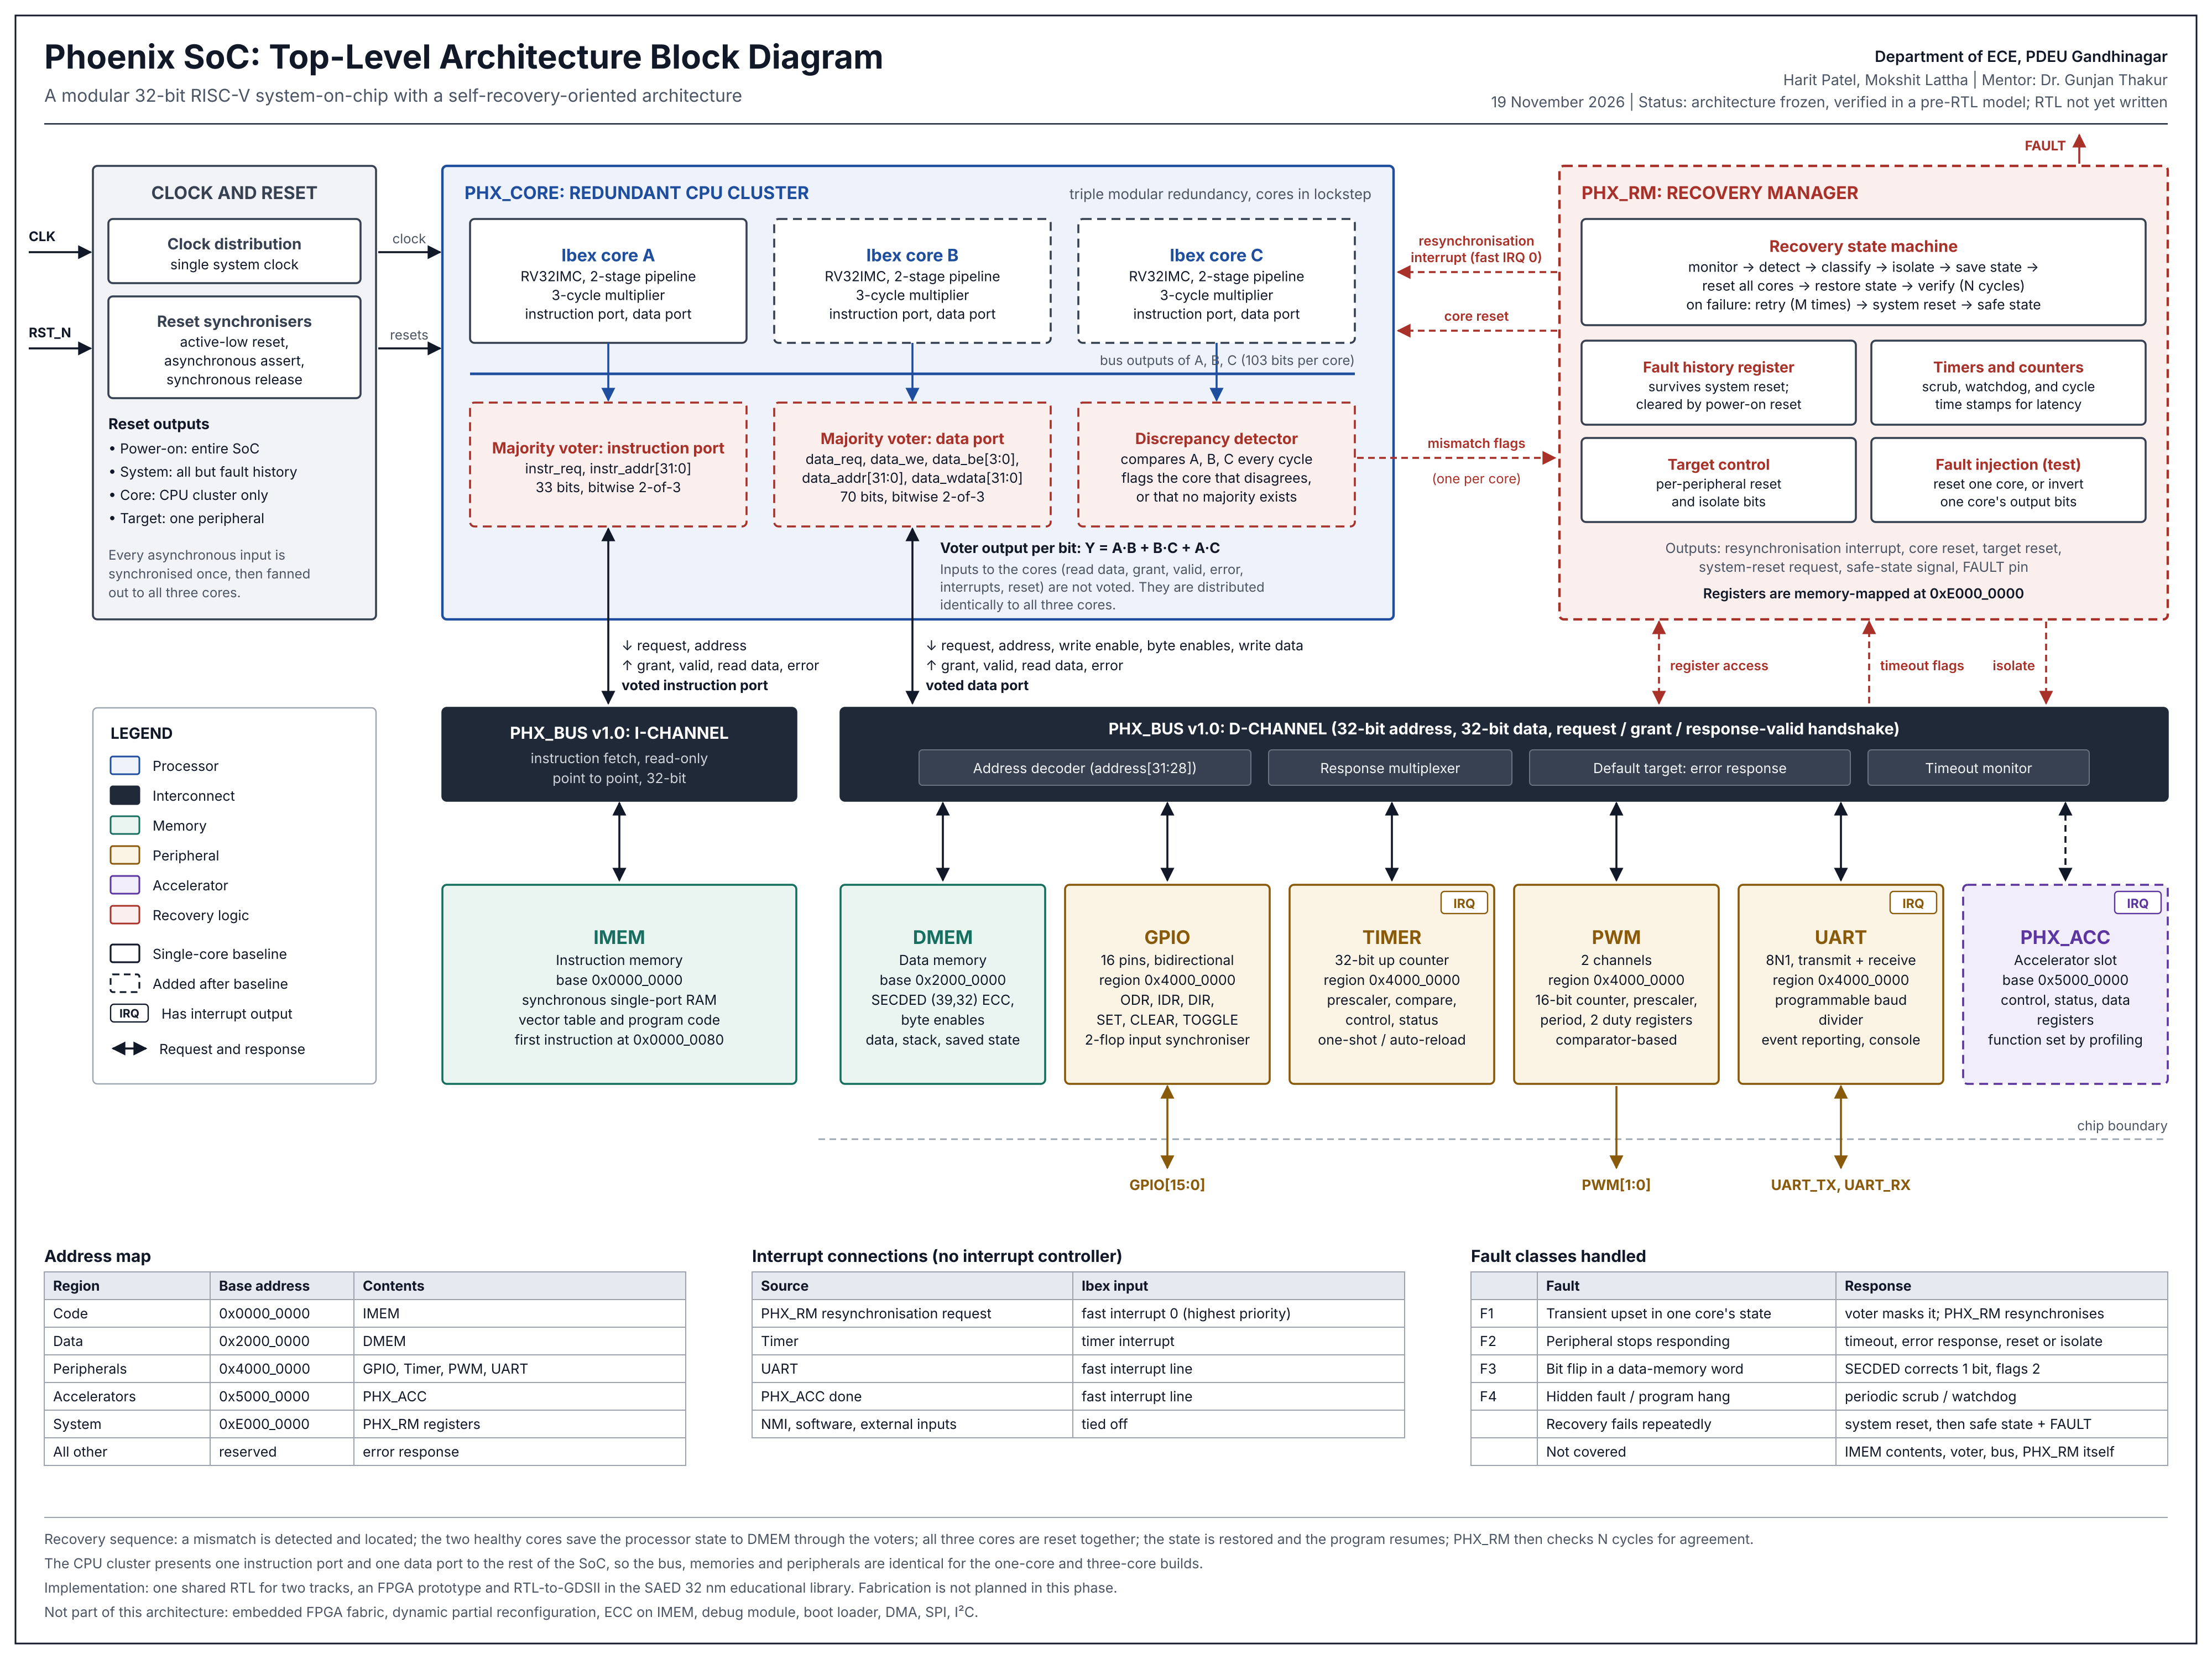 Phoenix SoC: Top-Level Architecture Block Diagram
A modular 32-bit RISC-V system-on-chip with a self-recovery-oriented architecture
Department of ECE, PDEU Gandhinagar
Harit Patel, Mokshit Lattha | Mentor: Dr. Gunjan Thakur
19 November 2026 | Status: architecture frozen, verified in a pre-RTL model; RTL not yet written
FAULT
CLK
RST_N
CLOCK AND RESET
Clock distribution
single system clock
Reset synchronisers
active-low reset,
asynchronous assert,
synchronous release
Reset outputs
• Power-on: entire SoC
• System: all but fault history
• Core: CPU cluster only
• Target: one peripheral
Every asynchronous input is
synchronised once, then fanned
out to all three cores.
clock
resets
PHX_CORE: REDUNDANT CPU CLUSTER
triple modular redundancy, cores in lockstep
Ibex core A
RV32IMC, 2-stage pipeline
3-cycle multiplier
instruction port, data port
Ibex core B
RV32IMC, 2-stage pipeline
3-cycle multiplier
instruction port, data port
Ibex core C
RV32IMC, 2-stage pipeline
3-cycle multiplier
instruction port, data port
bus outputs of A, B, C (103 bits per core)
Majority voter: instruction port
instr_req, instr_addr[31:0]
33 bits, bitwise 2-of-3
Majority voter: data port
data_req, data_we, data_be[3:0],
data_addr[31:0], data_wdata[31:0]
70 bits, bitwise 2-of-3
Discrepancy detector
compares A, B, C every cycle
flags the core that disagrees,
or that no majority exists
Voter output per bit: Y = A·B + B·C + A·C
Inputs to the cores (read data, grant, valid, error,
interrupts, reset) are not voted. They are distributed
identically to all three cores.
resynchronisation
interrupt (fast IRQ 0)
core reset
mismatch flags
(one per core)
PHX_RM: RECOVERY MANAGER
Recovery state machine
monitor → detect → classify → isolate → save state →
reset all cores → restore state → verify (N cycles)
on failure: retry (M times) → system reset → safe state
Fault history register
survives system reset;
cleared by power-on reset
Timers and counters
scrub, watchdog, and cycle
time stamps for latency
Target control
per-peripheral reset
and isolate bits
Fault injection (test)
reset one core, or invert
one core's output bits
Outputs: resynchronisation interrupt, core reset, target reset,
system-reset request, safe-state signal, FAULT pin
Registers are memory-mapped at 0xE000_0000
↓ request, address
↑ grant, valid, read data, error
voted instruction port
↓ request, address, write enable, byte enables, write data
↑ grant, valid, read data, error
voted data port
register access
timeout flags
isolate
LEGEND
Processor
Interconnect
Memory
Peripheral
Accelerator
Recovery logic
Single-core baseline
Added after baseline
IRQ Has interrupt output
Request and response
PHX_BUS v1.0: I-CHANNEL
instruction fetch, read-only
point to point, 32-bit
PHX_BUS v1.0: D-CHANNEL (32-bit address, 32-bit data, request / grant / response-valid handshake)
Address decoder (address[31:28])
Response multiplexer
Default target: error response
Timeout monitor
IMEM
Instruction memory
base 0x0000_0000
synchronous single-port RAM
vector table and program code
first instruction at 0x0000_0080
DMEM
Data memory
base 0x2000_0000
SECDED (39,32) ECC,
byte enables
data, stack, saved state
GPIO
16 pins, bidirectional
region 0x4000_0000
ODR, IDR, DIR,
SET, CLEAR, TOGGLE
2-flop input synchroniser
IRQ
TIMER
32-bit up counter
region 0x4000_0000
prescaler, compare,
control, status
one-shot / auto-reload
PWM
2 channels
region 0x4000_0000
16-bit counter, prescaler,
period, 2 duty registers
comparator-based
IRQ
UART
8N1, transmit + receive
region 0x4000_0000
programmable baud
divider
event reporting, console
IRQ
PHX_ACC
Accelerator slot
base 0x5000_0000
control, status, data
registers
function set by profiling
chip boundary
GPIO[15:0]
PWM[1:0]
UART_TX, UART_RX
Address map
Region Base address Contents
Code 0x0000_0000 IMEM
Data 0x2000_0000 DMEM
Peripherals 0x4000_0000 GPIO, Timer, PWM, UART
Accelerators 0x5000_0000 PHX_ACC
System 0xE000_0000 PHX_RM registers
All other reserved error response
Interrupt connections (no interrupt controller)
Source Ibex input
PHX_RM resynchronisation request fast interrupt 0 (highest priority)
Timer timer interrupt
UART fast interrupt line
PHX_ACC done fast interrupt line
NMI, software, external inputs tied off
Fault classes handled
Fault Response
F1 Transient upset in one core's state voter masks it; PHX_RM resynchronises
F2 Peripheral stops responding timeout, error response, reset or isolate
F3 Bit flip in a data-memory word SECDED corrects 1 bit, flags 2
F4 Hidden fault / program hang periodic scrub / watchdog
Recovery fails repeatedly system reset, then safe state + FAULT
Not covered IMEM contents, voter, bus, PHX_RM itself
Recovery sequence: a mismatch is detected and located; the two healthy cores save the processor state to DMEM through the voters; all three cores are reset together; the state is restored and the program resumes; PHX_RM then checks N cycles for agreement.
The CPU cluster presents one instruction port and one data port to the rest of the SoC, so the bus, memories and peripherals are identical for the one-core and three-core builds.
Implementation: one shared RTL for two tracks, an FPGA prototype and RTL-to-GDSII in the SAED 32 nm educational library. Fabrication is not planned in this phase.
Not part of this architecture: embedded FPGA fabric, dynamic partial reconfiguration, ECC on IMEM, debug module, boot loader, DMA, SPI, I²C.